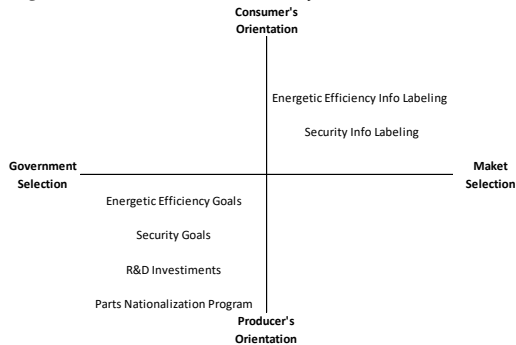 Consumer's
Orientation
Energetic Efficiency Info Labeling
Security Info Labeling
Government
Selection
Maket
Selection
Energetic Efficiency Goals
Security Goals
R&D Investiments
Parts Nationalization Program
Producer's
Orientation